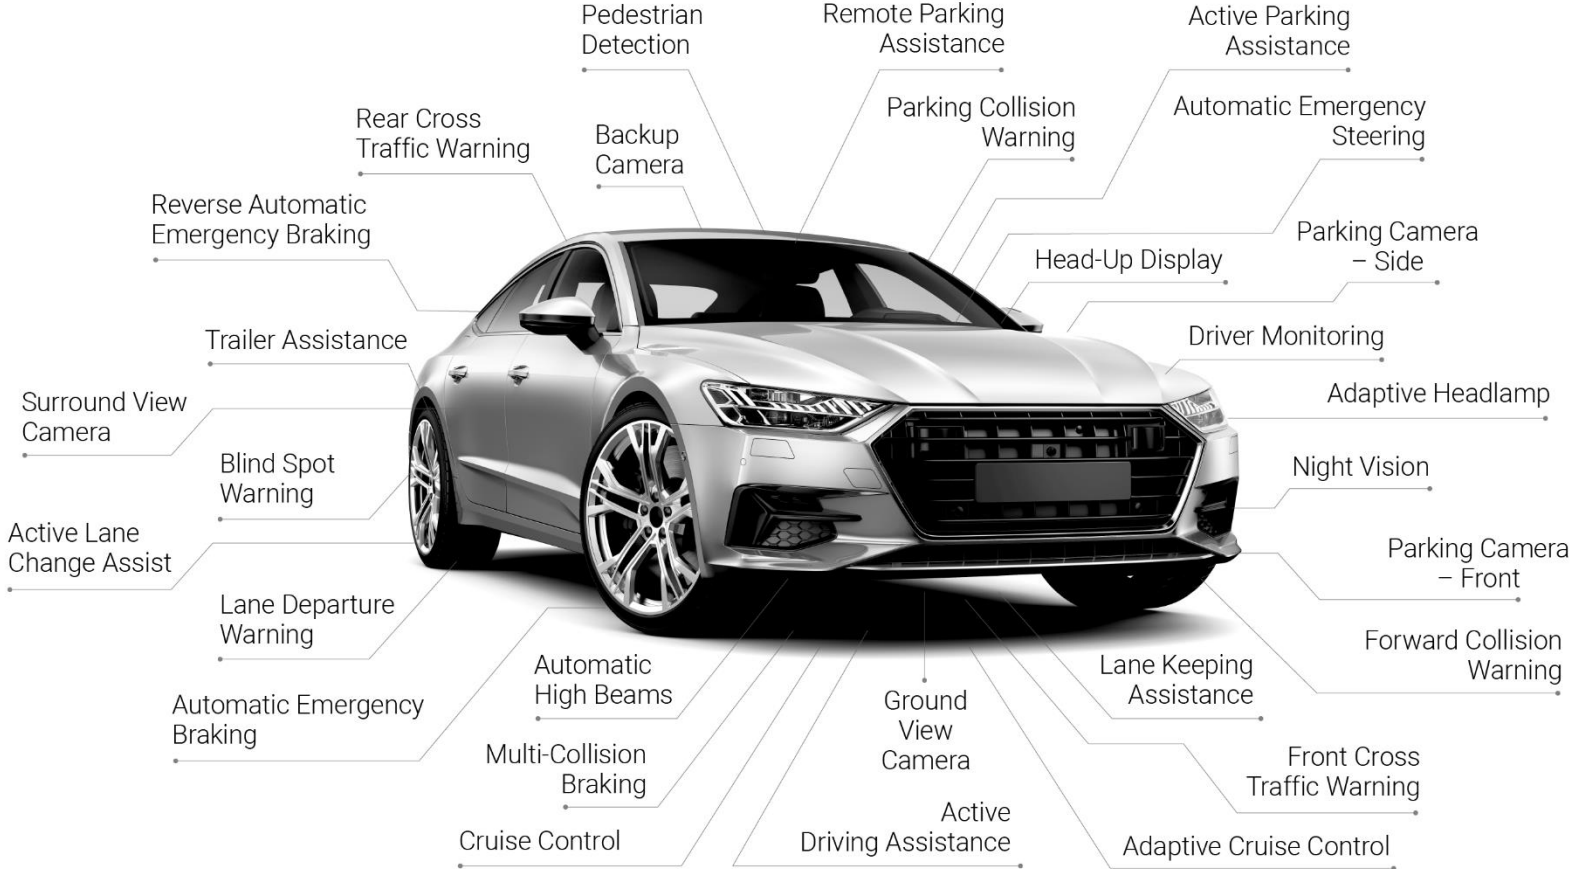 Pedestrian
Detection
Remote Parking
Assistance
Active Parking
Assistance
Rear Cross
Traffic Warning
Backup
Camera
Parking Collision
Warning
Automatic Emergency
Steering
Reverse Automatic
Emergency Braking
Head-Up Display
Parking Camera
– Side
Trailer Assistance
Driver Monitoring
Surround View
Camera
Adaptive Headlamp
Blind Spot
Warning
Night Vision
Active Lane
Change Assist
Parking Camera
– Front
Lane Departure
Warning
Forward Collision
Warning
Automatic Emergency
Braking
Automatic
High Beams
Ground
View
Camera
Lane Keeping
Assistance
Multi-Collision
Braking
Front Cross
Traffic Warning
Cruise Control
Active
Driving Assistance
Adaptive Cruise Control